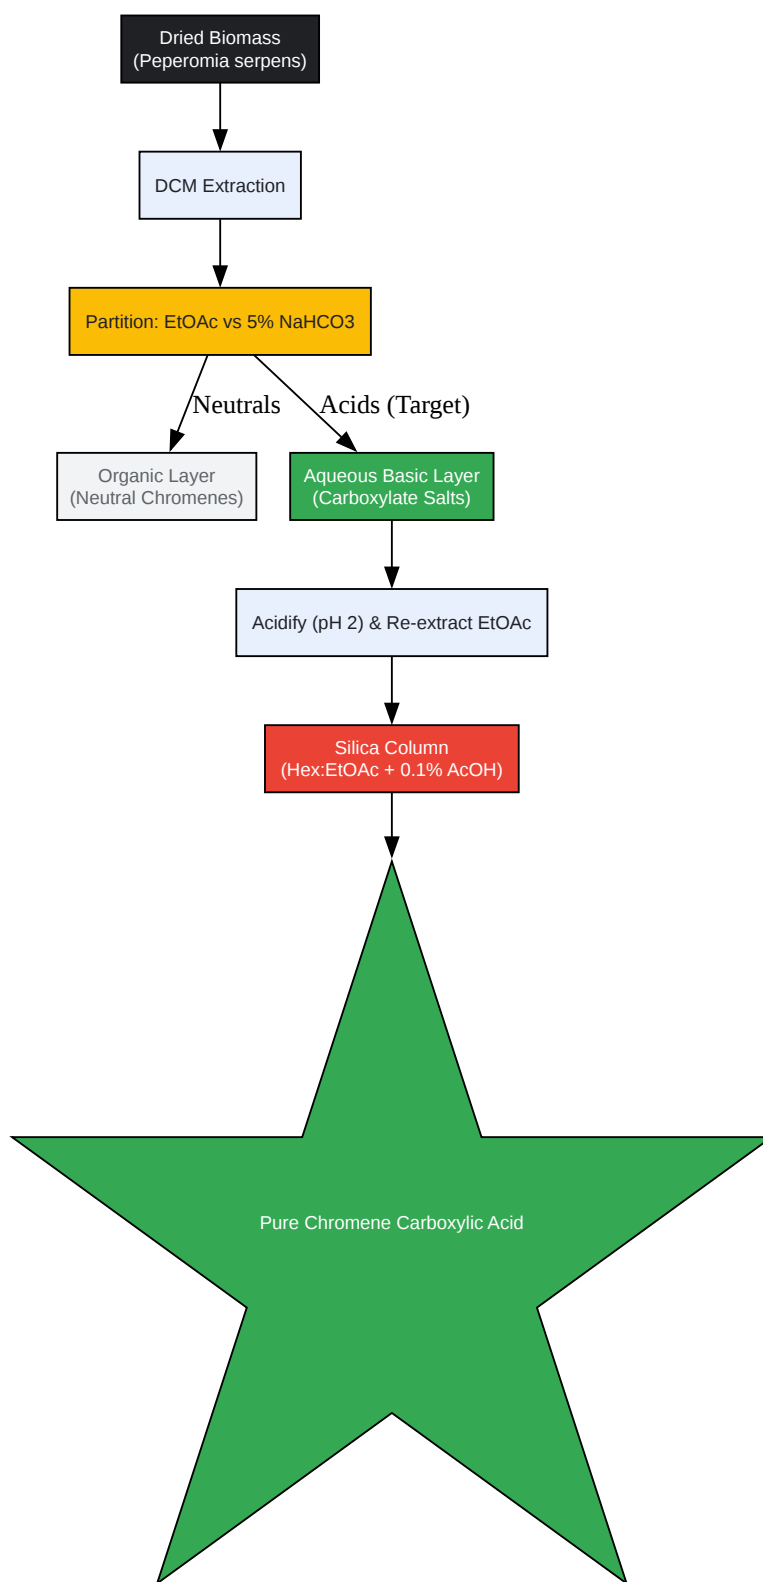 Dried Biomass
(Peperomia serpens)
DCM Extraction
Partition: EtOAc vs 5% NaHCO3
Neutrals
Acids (Target)
Organic Layer
(Neutral Chromenes)
Aqueous Basic Layer
(Carboxylate Salts)
Acidify (pH 2) & Re-extract EtOAc
Silica Column
(Hex:EtOAc + 0.1% AcOH)
Pure Chromene Carboxylic Acid